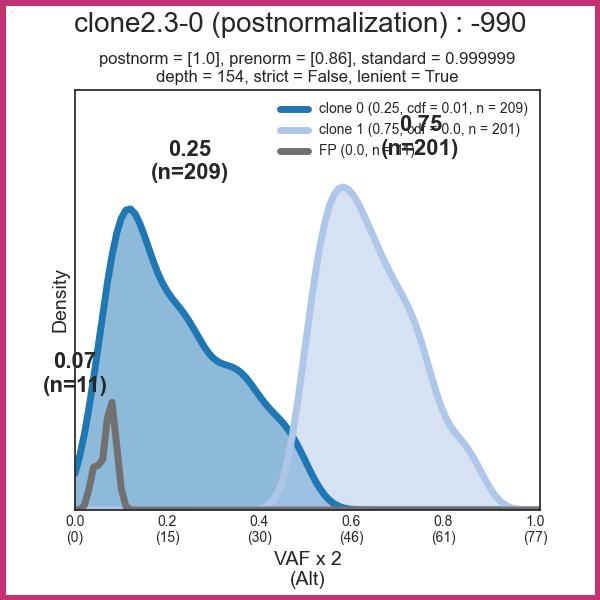 clone2.3-0 (postnormalization) : -990
postnorm = [1.0], prenorm = [0.86], standard = 0.999999
depth = 154, strict = False, lenient = True
clone 0 (0.25, cdf = 0.01, n = 209)
clone 1 (0.75, cdf = 0.0, n = 201)
FP (0.0, n = 11)
0.75
(n=201)
0.25
(n=209)
0.07
(n=11)
Density
0.0 0.2 0.4 0.6 0.8 1.0
(0) (15) (30) (46) (61) (77)
VAF x 2
(Alt)